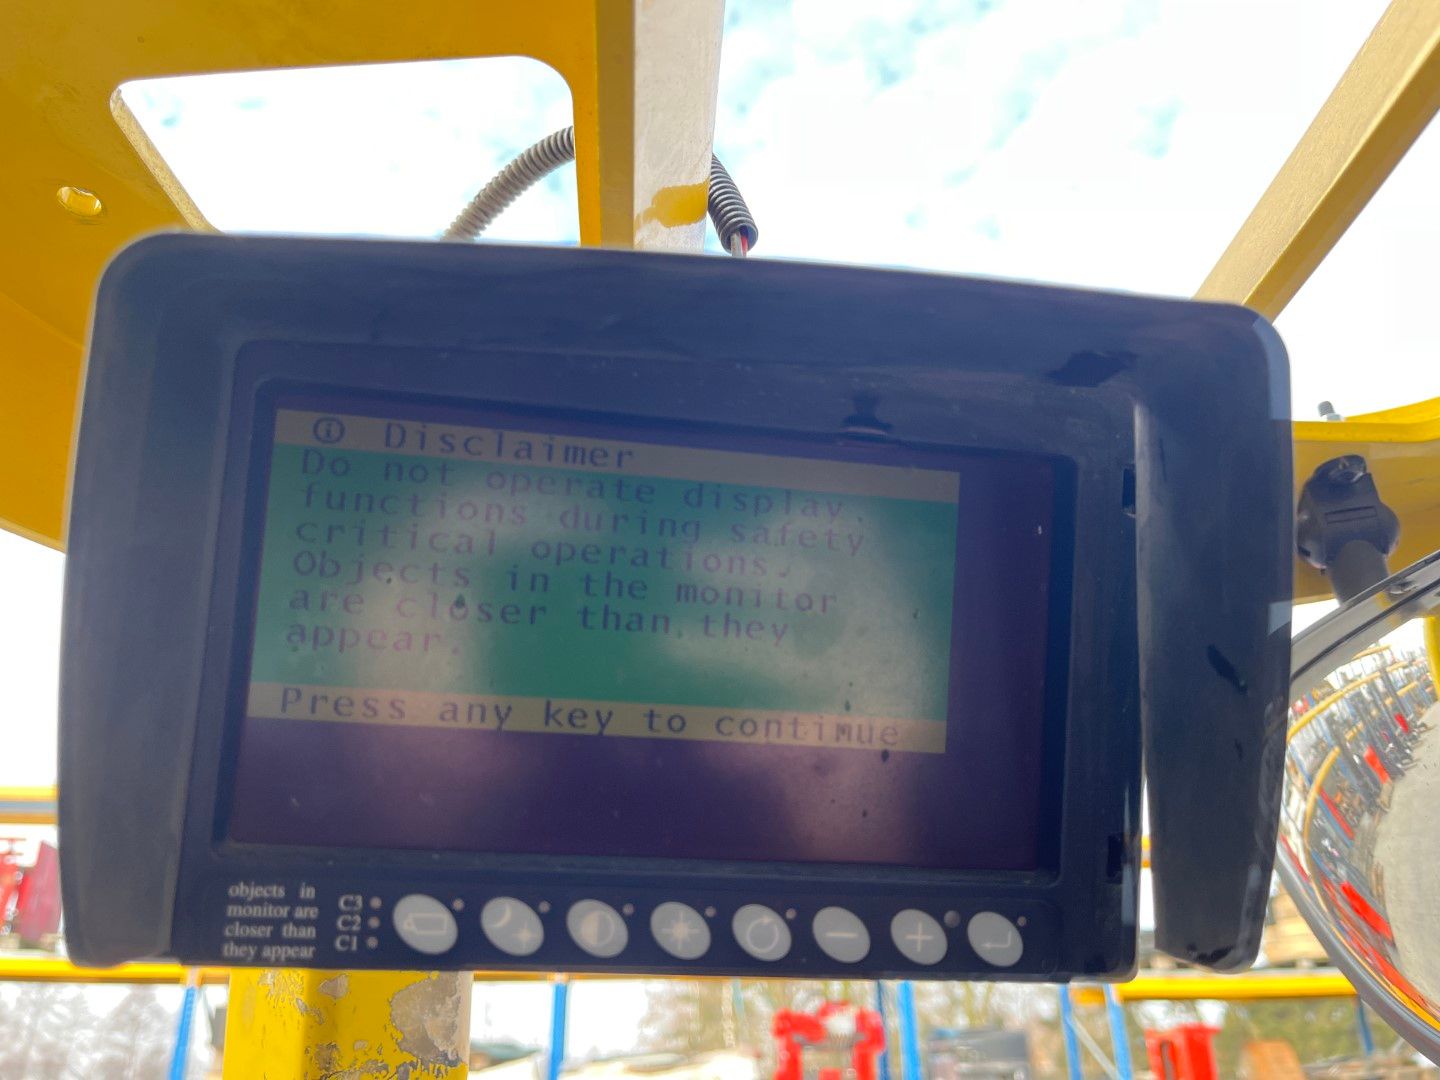 Disclaimer
Do not operate display
functions during safety
critical operations.
Objects in the monitor
are closer than they
appear.
Press any key to continue
objects in
monitor are
closer than
they appear
C3
C2
C1